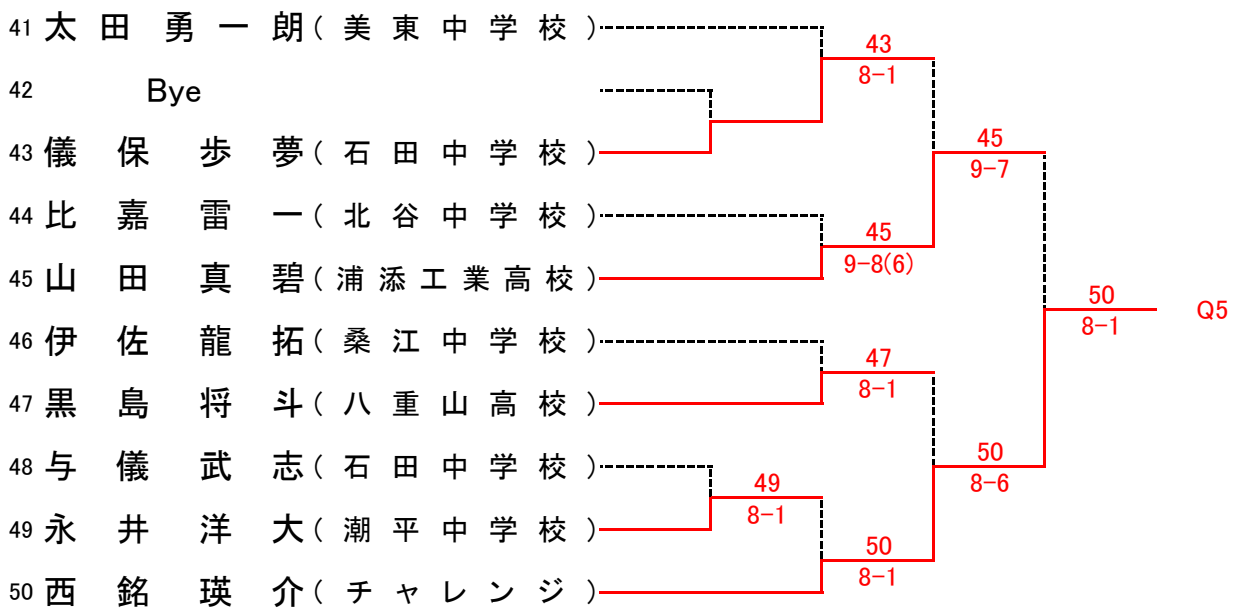 41 太田勇一朗(美東中学校)
43
8-1
42 Bye
43 儀保歩夢(石田中学校)
45
9-7
44 比嘉雷一(北谷中学校)
45
9-8(6)
45 山田真碧(浦添工業高校)
50
8-1
Q5
46 伊佐龍拓(桑江中学校)
47
8-1
47 黒島将斗(八重山高校)
48 与儀武志(石田中学校)
50
8-6
49
8-1
49 永井洋大(潮平中学校)
50
8-1
50 西銘瑛介(チャレンジ)